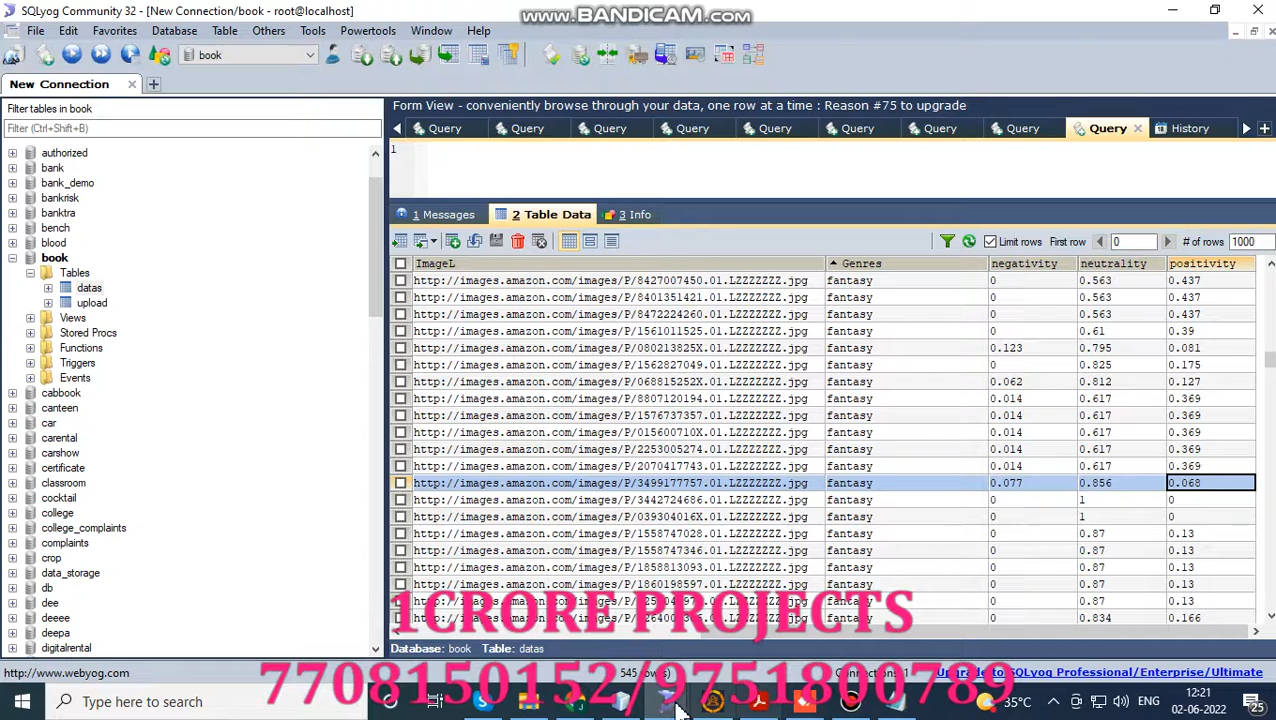 SQLyog Community 32 - [New Connection/book - root@localhost]
www.BANDICAM.com
File Edit Favorites Database Table Others Tools Powertools Window Help
book
New Connection
Filter tables in book
Filter (Ctrl+Shift+B)
authorized
bank
bank_demo
bankrisk
banktra
bench
blood
book
Tables
datas
upload
Views
Stored Procs
Functions
Triggers
Events
cabbook
canteen
car
carental
carshow
certificate
classroom
cocktail
college
college_complaints
complaints
crop
data_storage
db
dee
deeee
deepa
digitalrental
Form View - conveniently browse through your data, one row at a time : Reason #75 to upgrade
Query Query Query Query Query Query Query Query Query History
1
1 Messages 2 Table Data 3 Info
Limit rows First row 0 # of rows 1000
ImageL Genres negativity neutrality positivity
http://images.amazon.com/images/P/8427007450.01.LZZZZZZZ.jpg fantasy 0 0.563 0.437
http://images.amazon.com/images/P/8401351421.01.LZZZZZZZ.jpg fantasy 0 0.563 0.437
http://images.amazon.com/images/P/8472224260.01.LZZZZZZZ.jpg fantasy 0 0.563 0.437
http://images.amazon.com/images/P/1561011525.01.LZZZZZZZ.jpg fantasy 0 0.61 0.39
http://images.amazon.com/images/P/080213825X.01.LZZZZZZZ.jpg fantasy 0.123 0.795 0.081
http://images.amazon.com/images/P/1562827049.01.LZZZZZZZ.jpg fantasy 0 0.825 0.175
http://images.amazon.com/images/P/068815252X.01.LZZZZZZZ.jpg fantasy 0.062 0.812 0.127
http://images.amazon.com/images/P/8807120194.01.LZZZZZZZ.jpg fantasy 0.014 0.617 0.369
http://images.amazon.com/images/P/1576737357.01.LZZZZZZZ.jpg fantasy 0.014 0.617 0.369
http://images.amazon.com/images/P/015600710X.01.LZZZZZZZ.jpg fantasy 0.014 0.617 0.369
http://images.amazon.com/images/P/2253005274.01.LZZZZZZZ.jpg fantasy 0.014 0.617 0.369
http://images.amazon.com/images/P/2070417743.01.LZZZZZZZ.jpg fantasy 0.014 0.617 0.369
http://images.amazon.com/images/P/3499177757.01.LZZZZZZZ.jpg fantasy 0.077 0.856 0.068
http://images.amazon.com/images/P/3442724686.01.LZZZZZZZ.jpg fantasy 0 1 0
http://images.amazon.com/images/P/039304016X.01.LZZZZZZZ.jpg fantasy 0 1 0
http://images.amazon.com/images/P/1558747028.01.LZZZZZZZ.jpg fantasy 0 0.87 0.13
http://images.amazon.com/images/P/1558747346.01.LZZZZZZZ.jpg fantasy 0 0.87 0.13
http://images.amazon.com/images/P/1858813093.01.LZZZZZZZ.jpg fantasy 0 0.87 0.13
http://images.amazon.com/images/P/1860198597.01.LZZZZZZZ.jpg fantasy 0 0.87 0.13
0 0.87 0.13
0 0.834 0.166
1CRORE PROJECTS
Database: book Table: datas
http://www.webyog.com 545 row(s) Connections: 1 Upgrade to SQLyog Professional/Enterprise/Ultimate
7708150152/9751800789
Type here to search
35°C ENG 12:21
02-06-2022 25